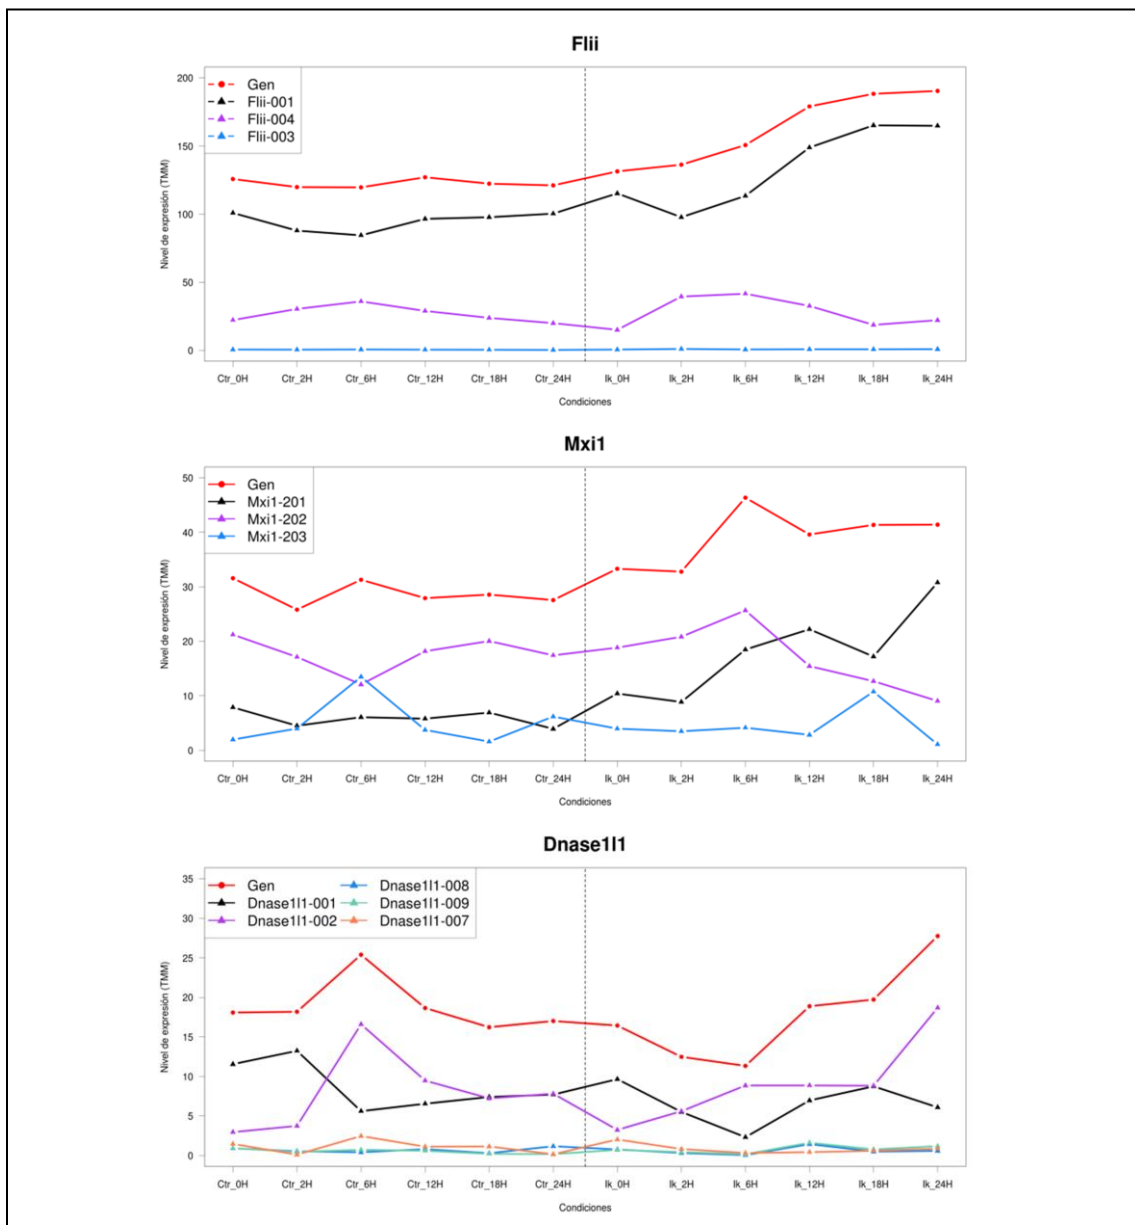 Flii
200
150
100
50
0
Nivel de expresión (TMM)
Gen
Flii-001
Flii-004
Flii-003
Ctr_0H Ctr_2H Ctr_6H Ctr_12H Ctr_18H Ctr_24H Ik_0H Ik_2H Ik_6H Ik_12H Ik_18H Ik_24H
Condiciones
Mxi1
50
40
30
20
10
0
Nivel de expresión (TMM)
Gen
Mxi1-201
Mxi1-202
Mxi1-203
Ctr_0H Ctr_2H Ctr_6H Ctr_12H Ctr_18H Ctr_24H Ik_0H Ik_2H Ik_6H Ik_12H Ik_18H Ik_24H
Condiciones
Dnase1l1
35
30
25
20
15
10
5
0
Nivel de expresión (TMM)
Gen
Dnase1l1-001
Dnase1l1-002
Dnase1l1-008
Dnase1l1-009
Dnase1l1-007
Ctr_0H Ctr_2H Ctr_6H Ctr_12H Ctr_18H Ctr_24H Ik_0H Ik_2H Ik_6H Ik_12H Ik_18H Ik_24H
Condiciones